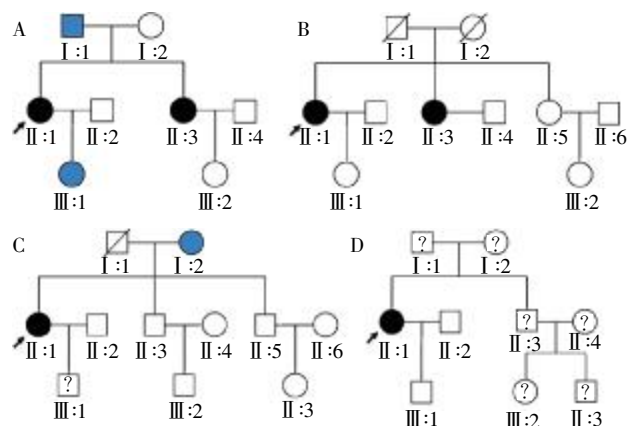 A
Ⅰ:1 Ⅰ:2
Ⅱ:1 Ⅱ:2 Ⅱ:3 Ⅱ:4
Ⅲ:1 Ⅲ:2
B
Ⅰ:1 Ⅰ:2
Ⅱ:1 Ⅱ:2 Ⅱ:3 Ⅱ:4 Ⅱ:5 Ⅱ:6
Ⅲ:1 Ⅲ:2
C
Ⅰ:1 Ⅰ:2
Ⅱ:1 Ⅱ:2 Ⅱ:3 Ⅱ:4 Ⅱ:5 Ⅱ:6
?
Ⅲ:1 Ⅲ:2 Ⅱ:3
D
? ?
Ⅰ:1 Ⅰ:2
? ?
Ⅱ:1 Ⅱ:2 Ⅱ:3 Ⅱ:4
? ?
Ⅲ:1 Ⅲ:2 Ⅱ:3